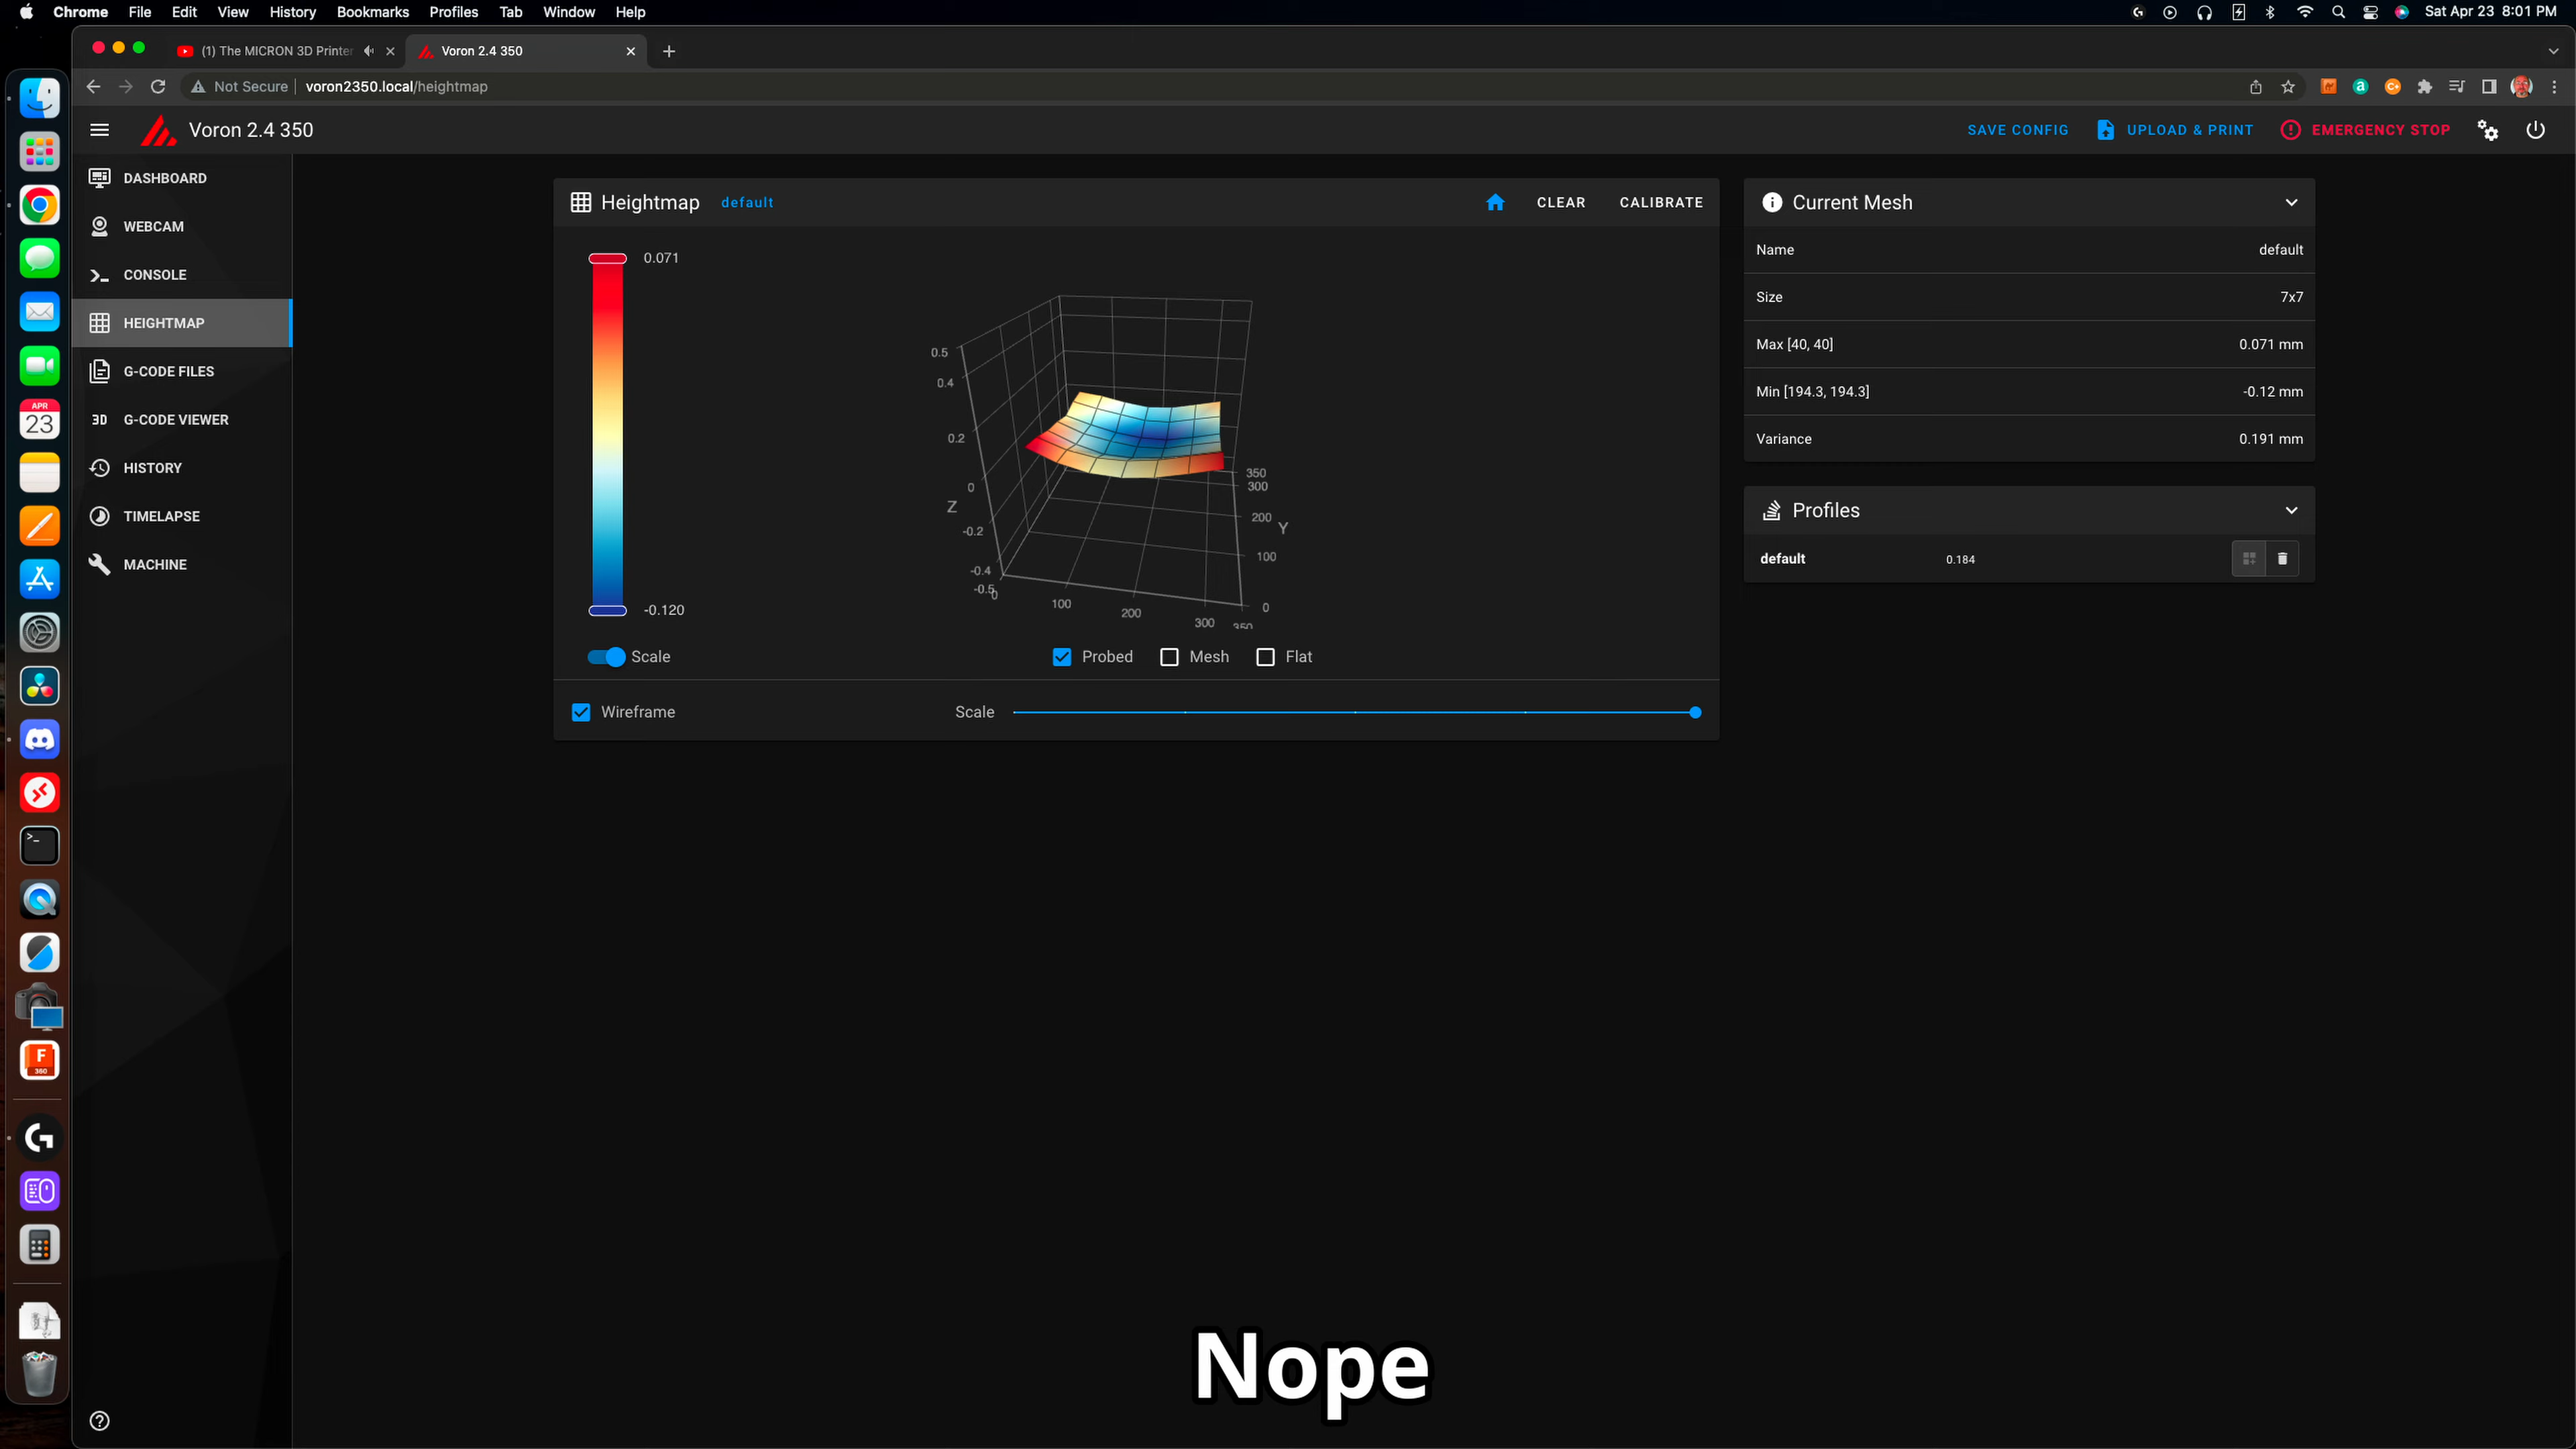 Chrome File Edit View History Bookmarks Profiles Tab Window Help
Sat Apr 23 8:01 PM
(1) The MICRON 3D Printer
Voron 2.4 350
Not Secure voron2350.local/heightmap
Voron 2.4 350
SAVE CONFIG UPLOAD & PRINT EMERGENCY STOP
DASHBOARD
WEBCAM
CONSOLE
HEIGHTMAP
G-CODE FILES
3D G-CODE VIEWER
HISTORY
TIMELAPSE
MACHINE
APR
23
F
360
Heightmap default CLEAR CALIBRATE
0.071
-0.120
0.5
0.4
0.2
0
Z
-0.2
-0.4
-0.5
0
100
200
300
350
350
300
200
Y
100
0
Scale
Probed Mesh Flat
Wireframe Scale
Current Mesh
Name default
Size 7x7
Max [40, 40] 0.071 mm
Min [194.3, 194.3] -0.12 mm
Variance 0.191 mm
Profiles
default 0.184
Nope